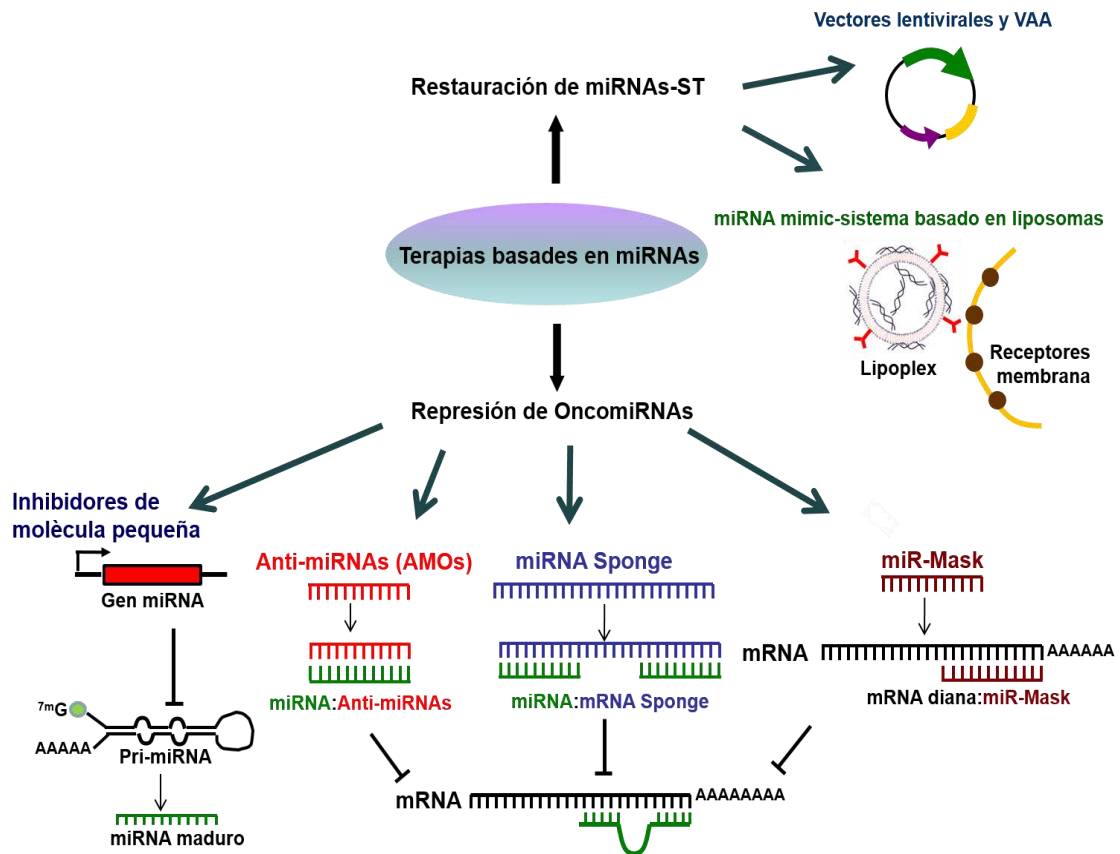 Vectores lentivirales y VAA
Restauración de miRNAs-ST
miRNA mimic-sistema basado en liposomas
Terapias basades en miRNAs
Lipoplex
Receptores
membrana
Represión de OncomiRNAs
Inhibidores de
molècula pequeña
Gen miRNA
Anti-miRNAs (AMOs)
miRNA Sponge
miR-Mask
mRNA
AAAAAA
miRNA:Anti-miRNAs
miRNA:mRNA Sponge
mRNA diana:miR-Mask
7mG
AAAAA
Pri-miRNA
miRNA maduro
mRNA
AAAAAAAA